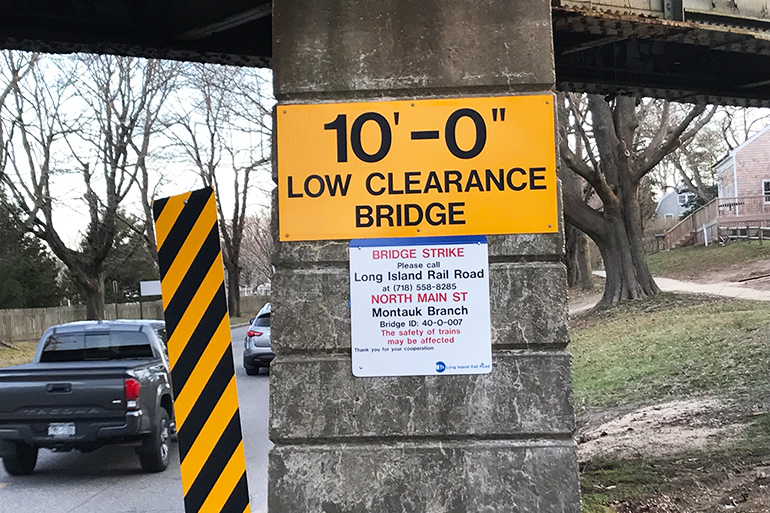 10'-0"
LOW CLEARANCE
BRIDGE
BRIDGE STRIKE
Please call
Long Island Rail Road
at (718) 558-8285
NORTH MAIN ST
Montauk Branch
Bridge ID: 40-O-007
The safety of trains
may be affected
Thank you for your cooperation
Long Island Rail Road
TACOMA